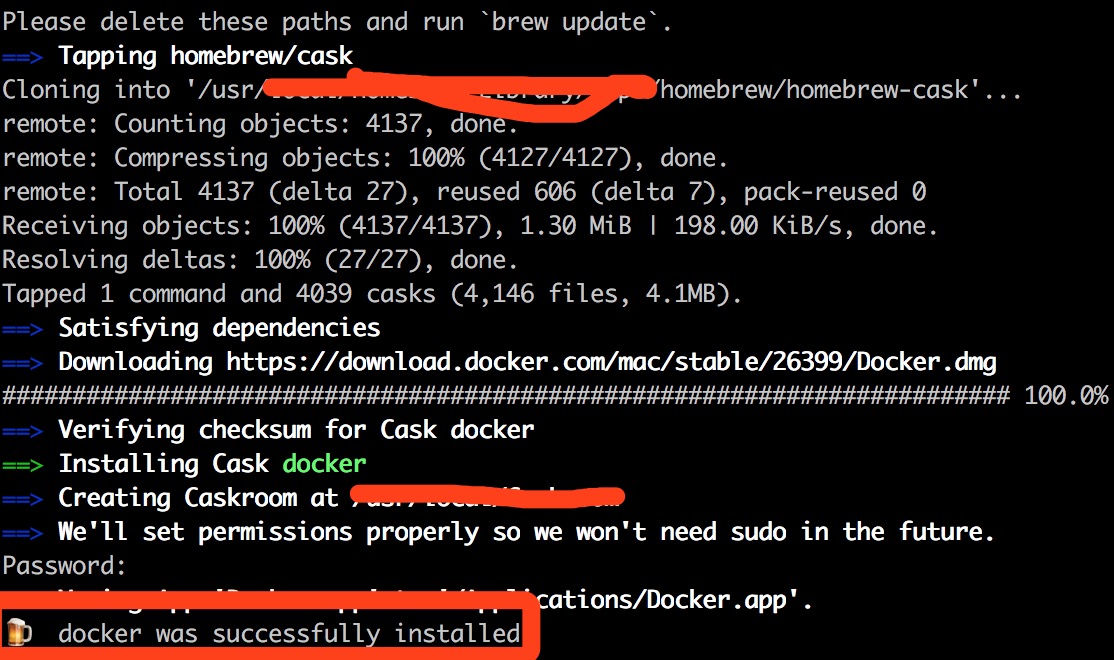 Please delete these paths and run `brew update`.
==> Tapping homebrew/cask
Cloning into '/usr/ /homebrew/homebrew-cask'...
remote: Counting objects: 4137, done.
remote: Compressing objects: 100% (4127/4127), done.
remote: Total 4137 (delta 27), reused 606 (delta 7), pack-reused 0
Receiving objects: 100% (4137/4137), 1.30 MiB | 198.00 KiB/s, done.
Resolving deltas: 100% (27/27), done.
Tapped 1 command and 4039 casks (4,146 files, 4.1MB).
==> Satisfying dependencies
==> Downloading https://download.docker.com/mac/stable/26399/Docker.dmg
######################################################################## 100.0%
==> Verifying checksum for Cask docker
==> Installing Cask docker
==> Creating Caskroom at
==> We'll set permissions properly so we won't need sudo in the future.
Password:
/Applications/Docker.app'.
🍺 docker was successfully installed